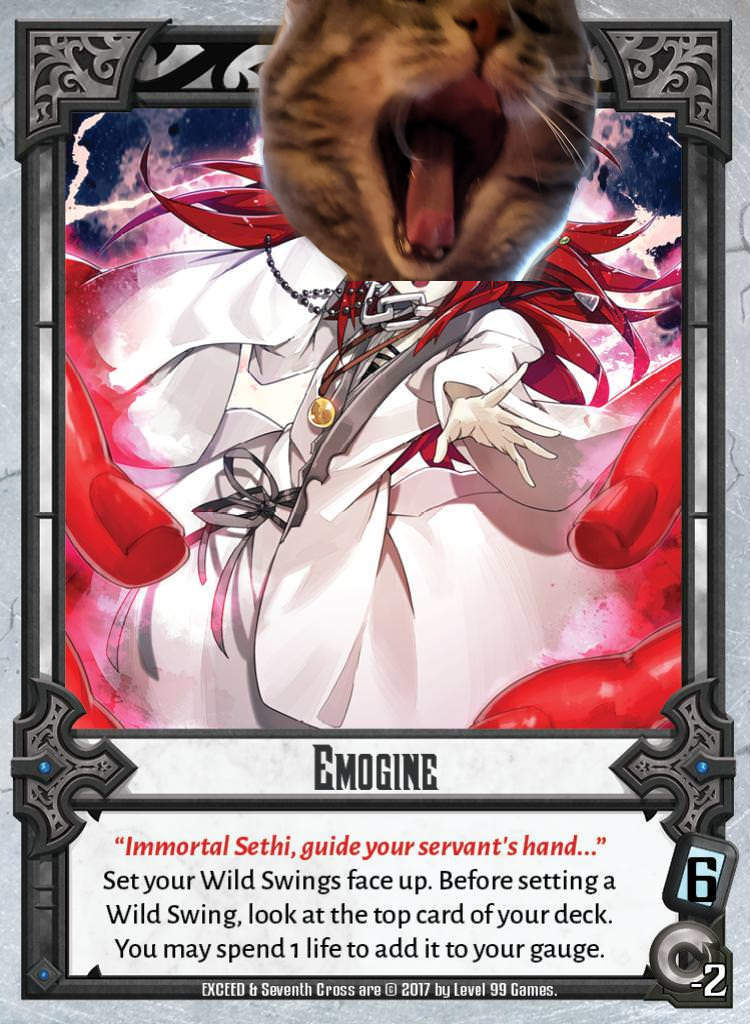 Emogine
“Immortal Sethi, guide your servant's hand...”
Set your Wild Swings face up. Before setting a
Wild Swing, look at the top card of your deck.
You may spend 1 life to add it to your gauge.
6
-2
EXCEED & Seventh Cross are © 2017 by Level 99 Games.